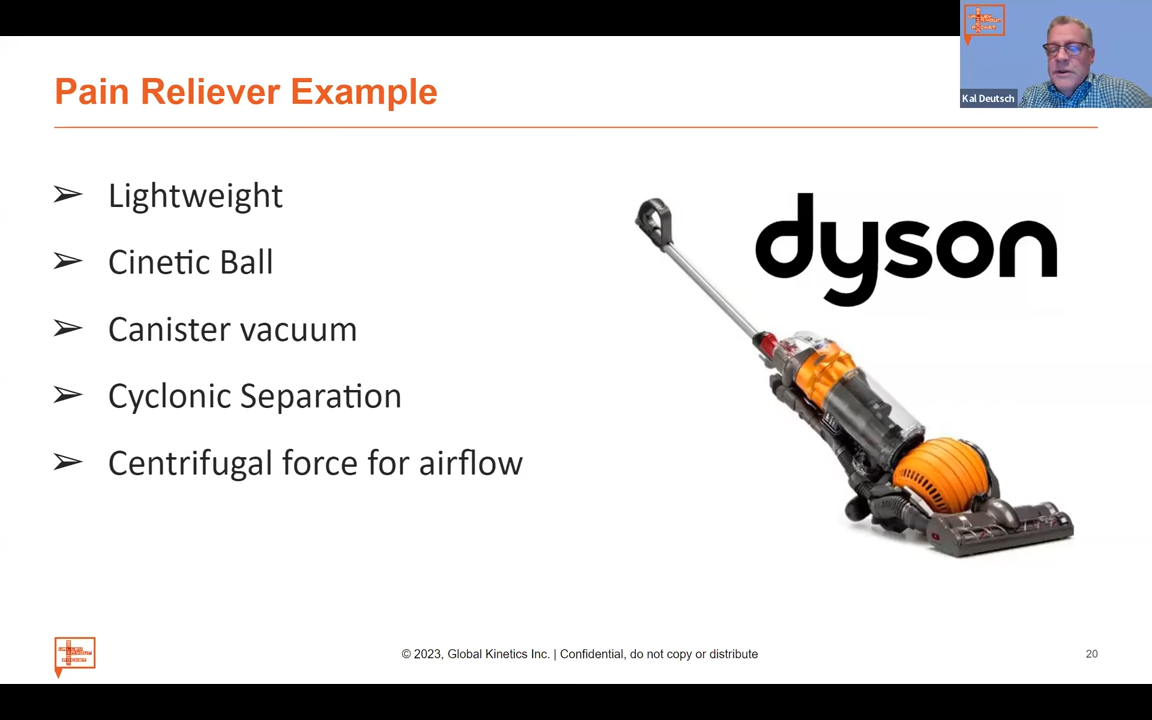 Pain Reliever Example
Kal Deutsch
➢ Lightweight
➢ Cinetic Ball
➢ Canister vacuum
➢ Cyclonic Separation
➢ Centrifugal force for airflow
dyson
© 2023, Global Kinetics Inc. | Confidential, do not copy or distribute
20